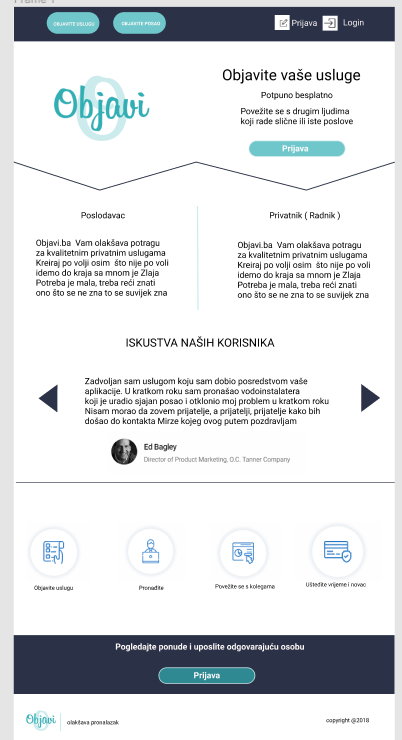 Frame 1
OBJAVITE USLUGU
OBJAVITE POSAO
Prijava
Login
Objavi
Objavite vaše usluge
Potpuno besplatno
Povežite se s drugim ljudima
koji rade slične ili iste poslove
Prijava
Poslodavac
Objavi.ba Vam olakšava potragu
za kvalitetnim privatnim uslugama
Kreiraj po volji osim što nije po voli
idemo do kraja sa mnom je Zlaja
Potreba je mala, treba reći znati
ono što se ne zna to se suvijek zna
Privatnik ( Radnik )
Objavi.ba Vam olakšava potragu
za kvalitetnim privatnim uslugama
Kreiraj po volji osim što nije po voli
idemo do kraja sa mnom je Zlaja
Potreba je mala, treba reći znati
ono što se ne zna to se suvijek zna
ISKUSTVA NAŠIH KORISNIKA
Zadvoljan sam uslugom koju sam dobio posredstvom vaše
aplikacije. U kratkom roku sam pronašao vodoinstalatera
koji je uradio sjajan posao i otklonio moj problem u kratkom roku
Nisam morao da zovem prijatelje, a prijatelji, prijatelje kako bih
došao do kontakta Mirze kojeg ovog putem pozdravljam
Ed Bagley
Director of Product Marketing, O.C. Tanner Company
Objavite uslugu
Pronađite
Povežite se s kolegama
Uštedite vrijeme i novac
Pogledajte ponude i uposlite odgovarajuću osobu
Prijava
Objavi
olakšava pronalazak
copyright @2018